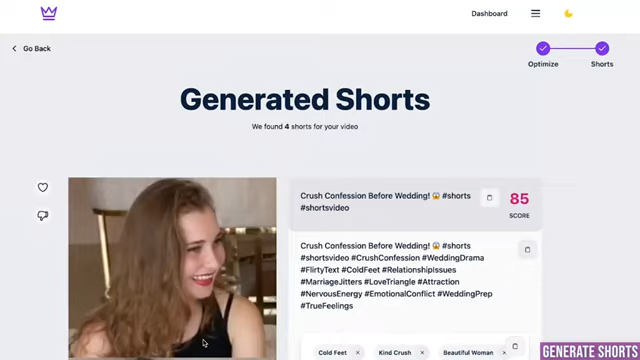 Dashboard
Go Back
Optimize
Shorts
Generated Shorts
We found 4 shorts for your video
Crush Confession Before Wedding! 😱 #shorts
#shortsvideo
85
SCORE
Crush Confession Before Wedding! 😱 #shorts
#shortsvideo #CrushConfession #WeddingDrama
#FlirtyText #ColdFeet #RelationshipIssues
#MarriageJitters #LoveTriangle #Attraction
#NervousEnergy #EmotionalConflict #WeddingPrep
#TrueFeelings
Cold Feet ×
Kind Crush ×
Beautiful Woman ×
GENERATE SHORTS